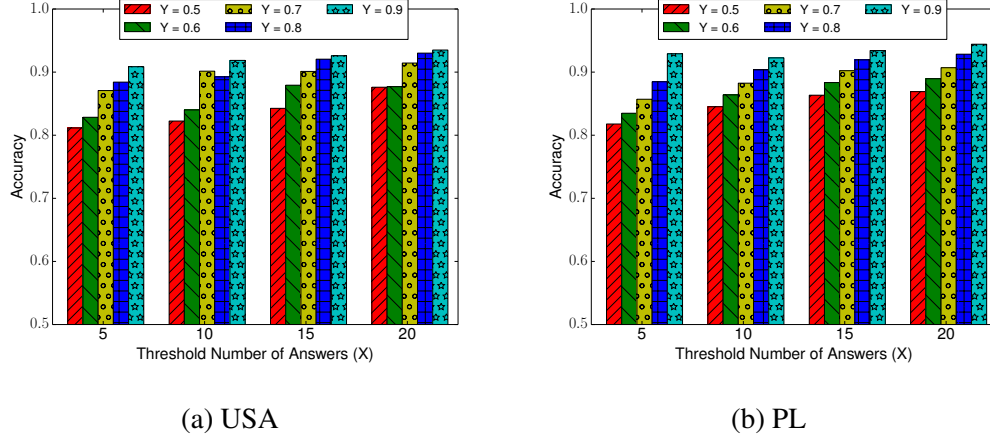 Y = 0.5 Y = 0.7 Y = 0.9
Y = 0.6 Y = 0.8
1.0
0.9
0.8
0.7
0.6
0.5
Accuracy
5 10 15 20
Threshold Number of Answers (X)
(a) USA
Y = 0.5 Y = 0.7 Y = 0.9
Y = 0.6 Y = 0.8
1.0
0.9
0.8
0.7
0.6
0.5
Accuracy
5 10 15 20
Threshold Number of Answers (X)
(b) PL